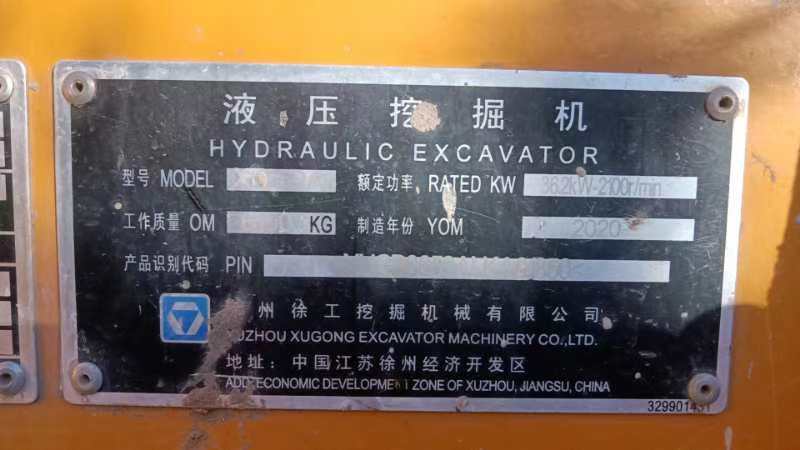 液压挖掘机
HYDRAULIC EXCAVATOR
型号 MODEL 额定功率 RATED KW 36.2kW-2100r/min
工作质量 OM KG 制造年份 YOM 2020
产品识别代码 PIN
州徐工挖掘机械有限公司
XUZHOU XUGONG EXCAVATOR MACHINERY CO.,LTD.
地址：中国江苏徐州经济开发区
ADD:ECONOMIC DEVELOPMENT ZONE OF XUZHOU, JIANGSU, CHINA